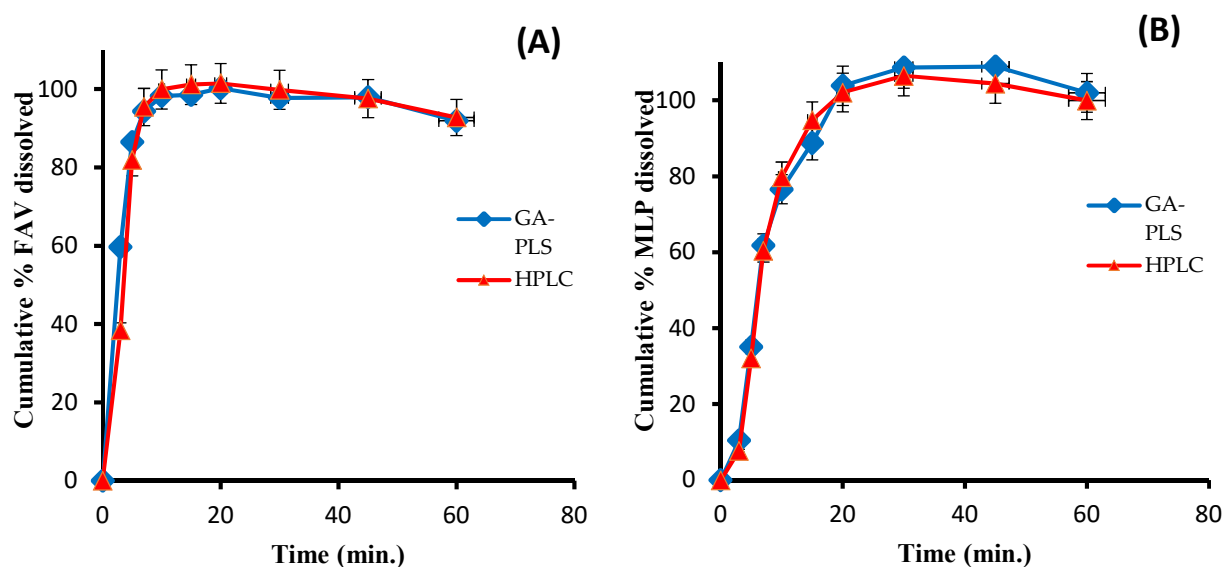 (A)
Cumulative % FAV dissolved
100
80
60
40
20
0
0 20 40 60 80
Time (min.)
GA-
PLS
HPLC
(B)
Cumulative % MLP dissolved
100
80
60
40
20
0
0 20 40 60 80
Time (min.)
GA-
PLS
HPLC